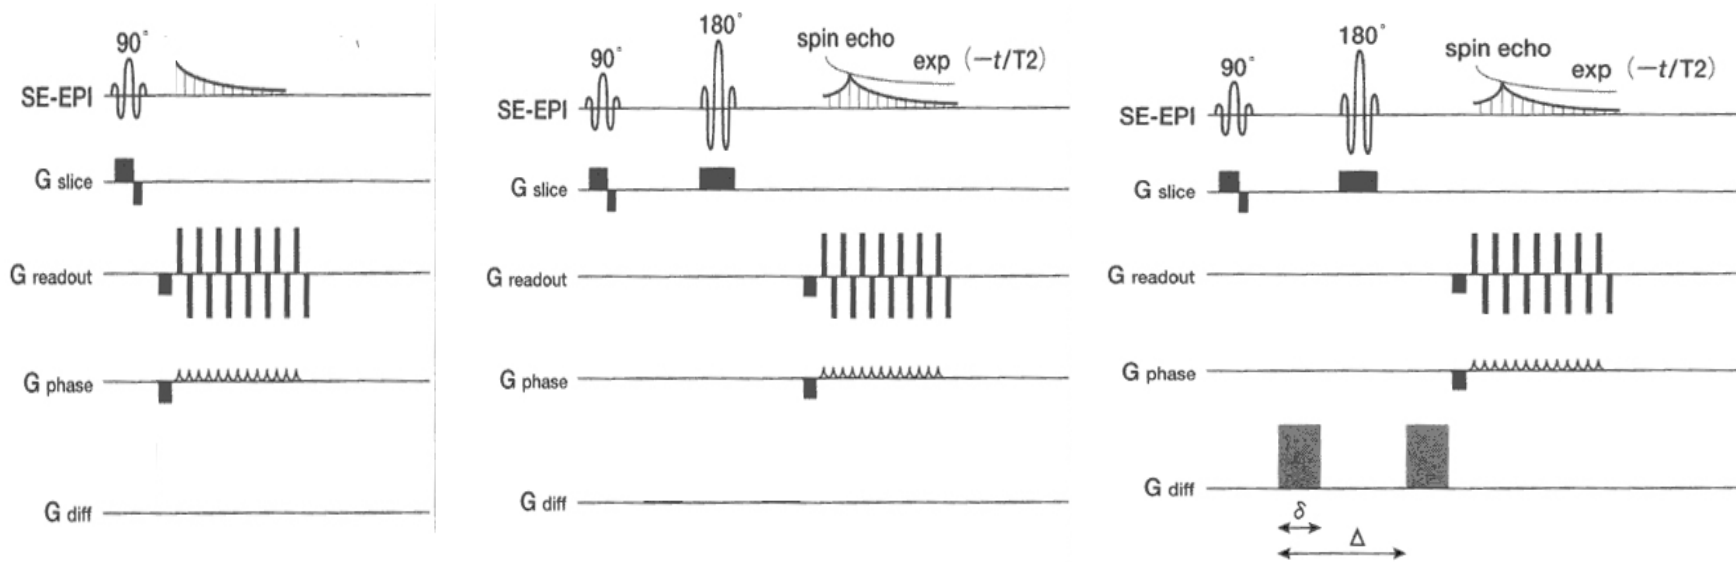 90°
SE-EPI
G slice
G readout
G phase
G diff
180°
90°
spin echo
exp (−t/T2)
SE-EPI
G slice
G readout
G phase
G diff
180°
90°
spin echo
exp (−t/T2)
SE-EPI
G slice
G readout
G phase
G diff
δ
Δ